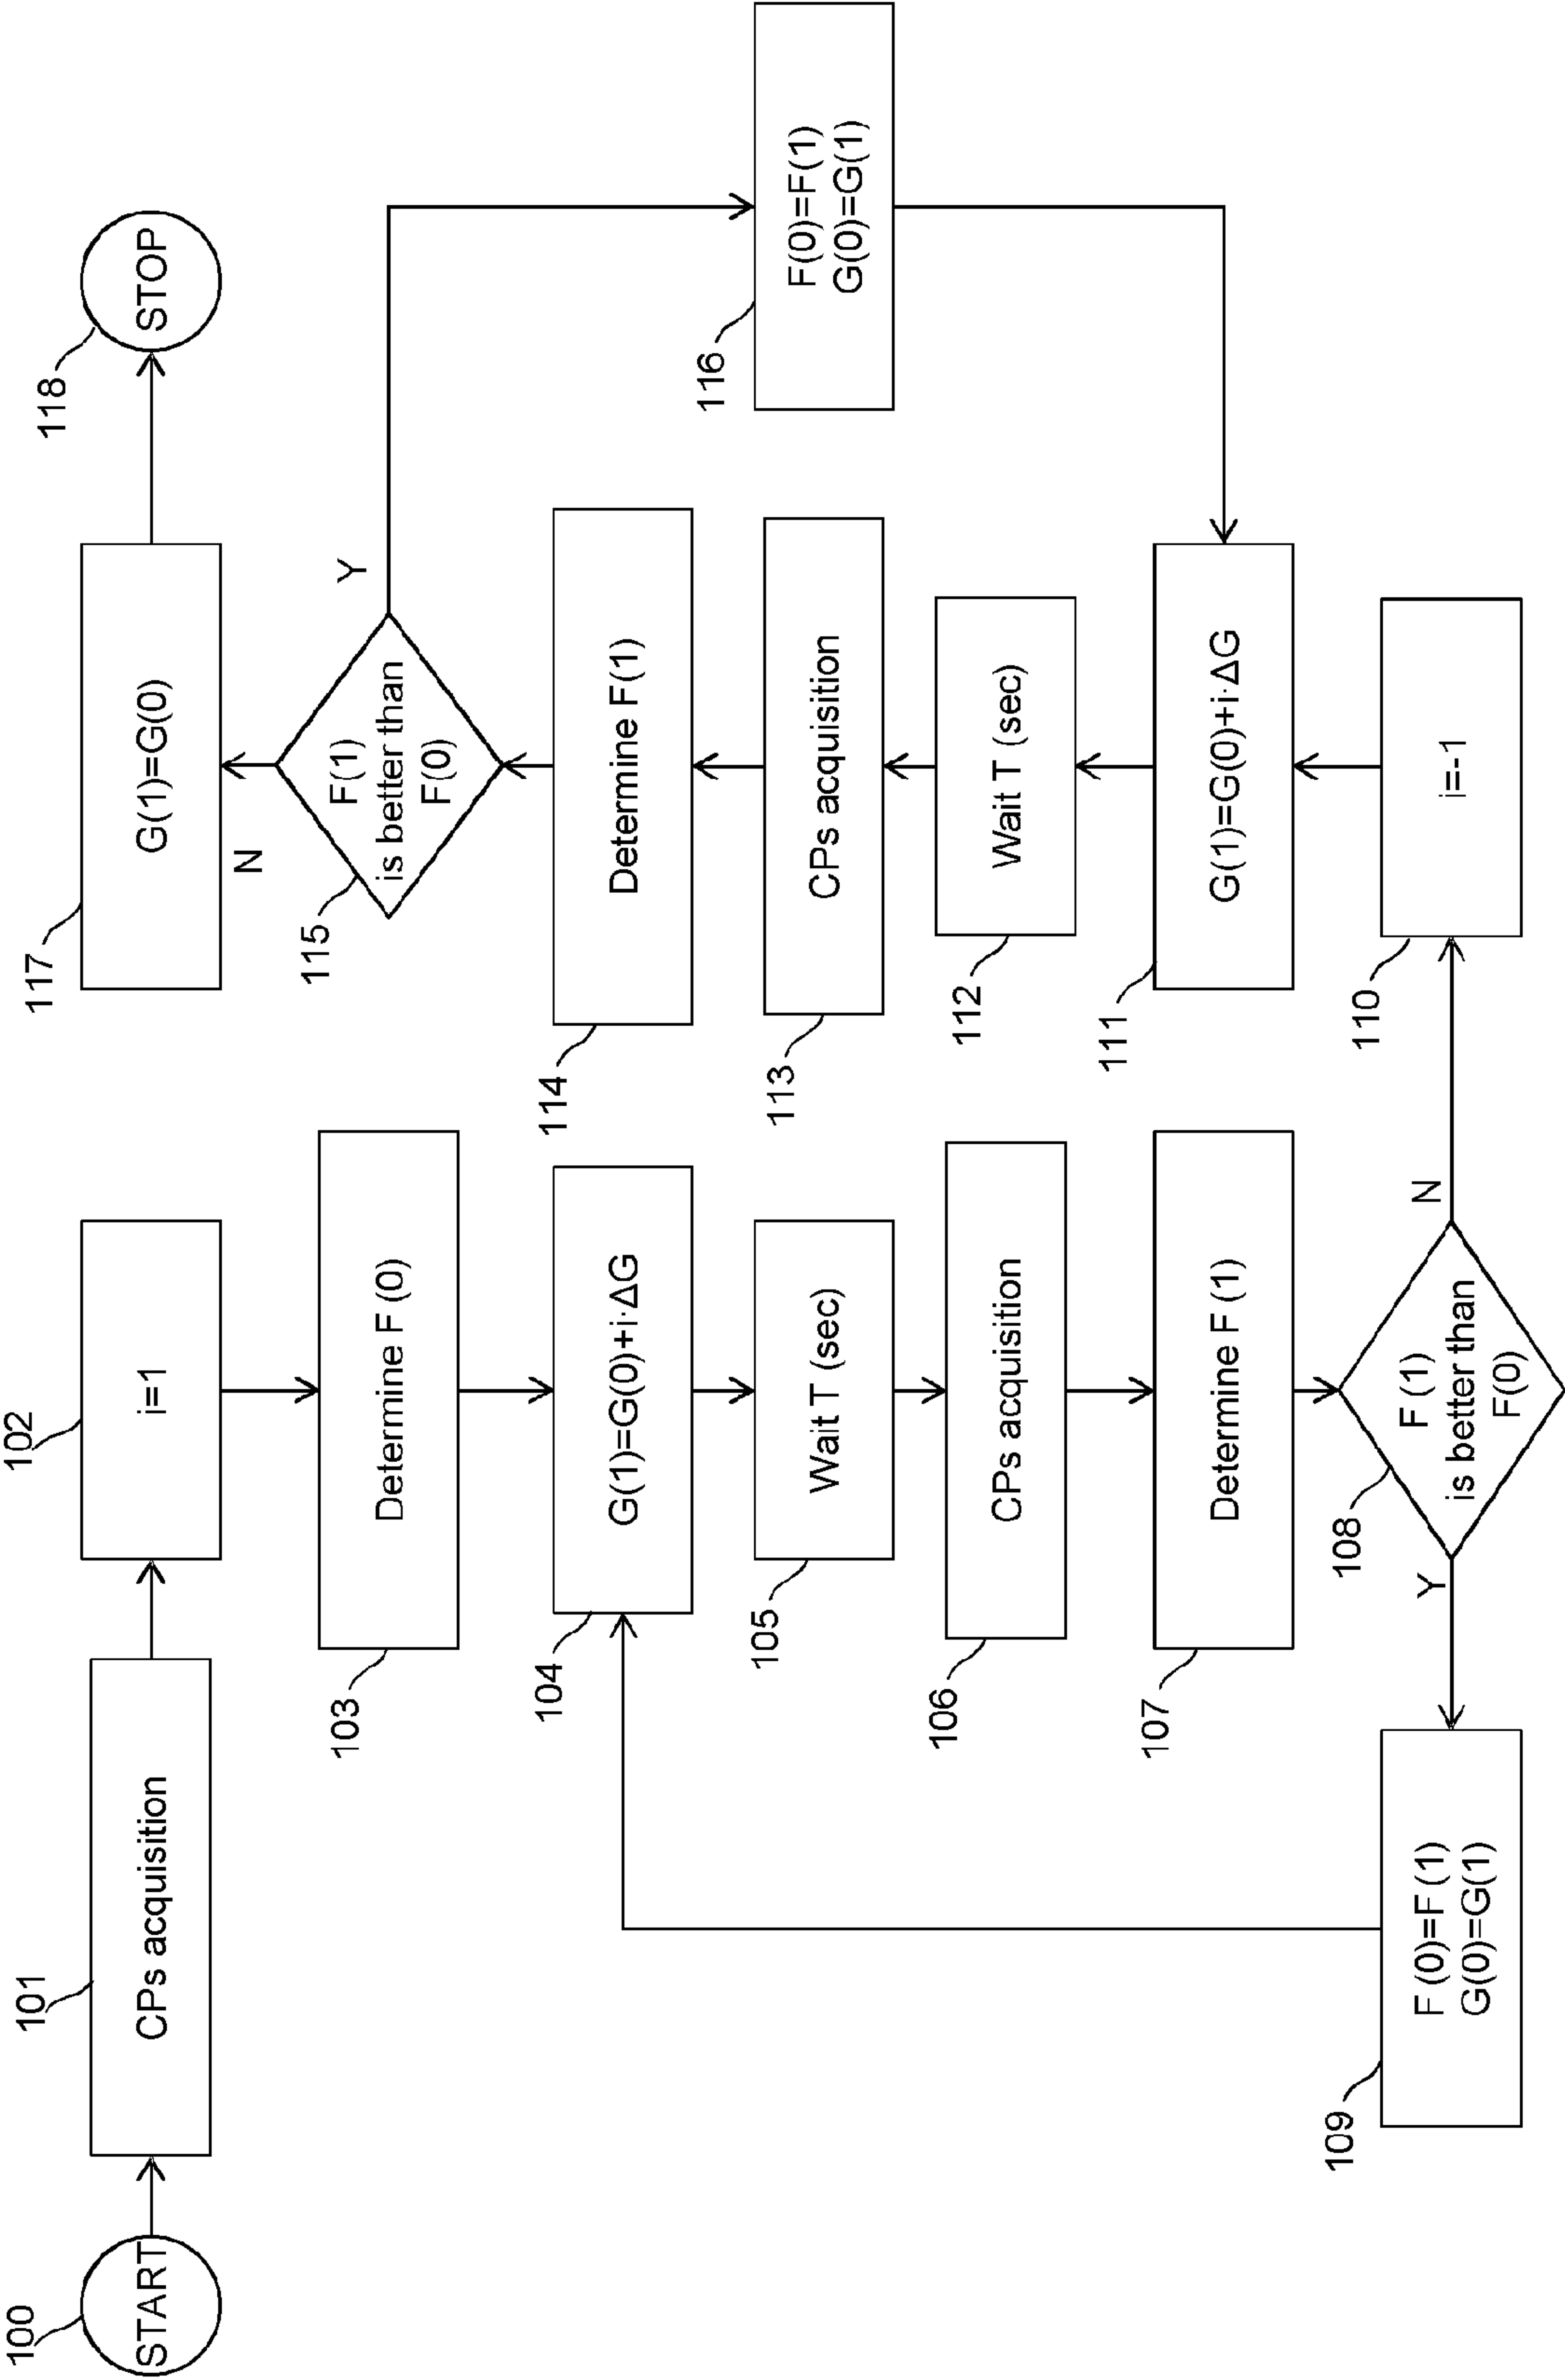 100
START
101
CPs acquisition
102
i=1
103
Determine F (0)
104
G(1)=G(0)+i·ΔG
105
Wait T (sec)
106
CPs acquisition
107
Determine F (1)
108
F (1)
is better than
F(0)
Y
N
109
F (0)=F (1)
G(0)=G(1)
110
i=-1
111
G(1)=G(0)+i·ΔG
112
Wait T (sec)
113
CPs acquisition
114
Determine F(1)
115
F(1)
is better than
F(0)
Y
N
116
F(0)=F(1)
G(0)=G(1)
117
G(1)=G(0)
118
STOP